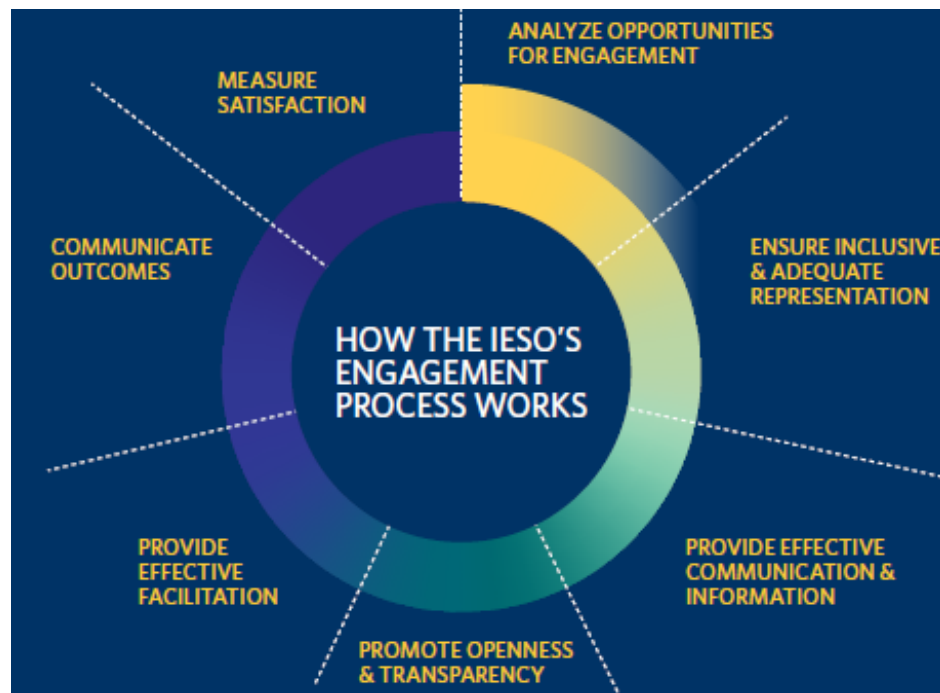 ANALYZE OPPORTUNITIES
FOR ENGAGEMENT
MEASURE
SATISFACTION
COMMUNICATE
OUTCOMES
ENSURE INCLUSIVE
& ADEQUATE
REPRESENTATION
HOW THE IESO'S
ENGAGEMENT
PROCESS WORKS
PROVIDE
EFFECTIVE
FACILITATION
PROVIDE EFFECTIVE
COMMUNICATION &
INFORMATION
PROMOTE OPENNESS
& TRANSPARENCY